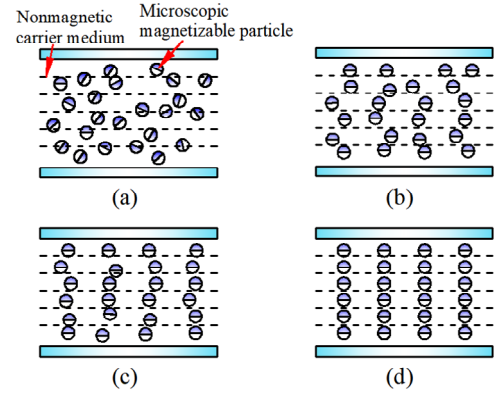 Nonmagnetic
carrier medium
Microscopic
magnetizable particle
(a)
(b)
(c)
(d)